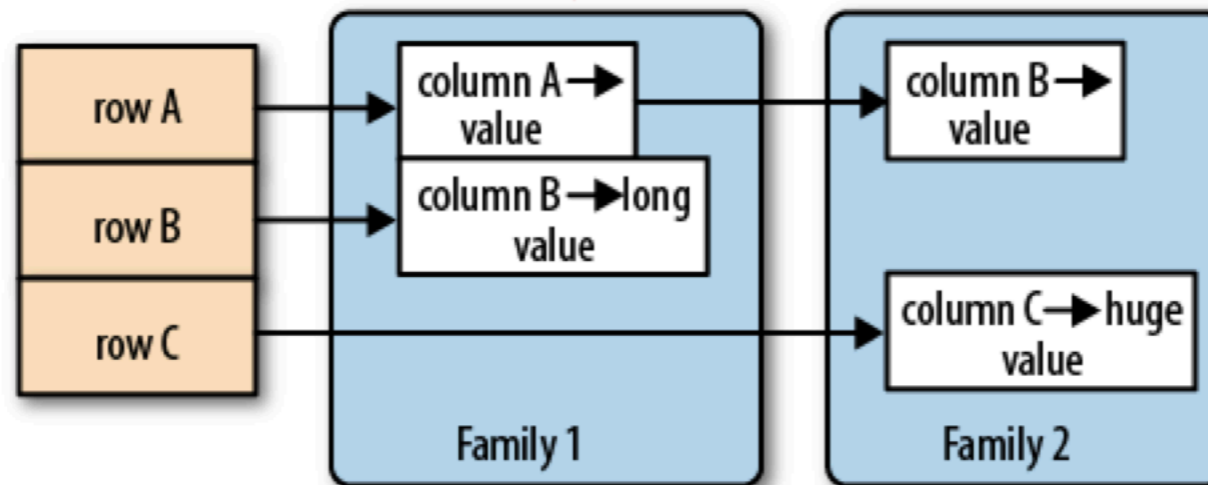 row A
column A→
value
column B→
value
row B
column B→long
value
row C
column C→huge
value
Family 1
Family 2